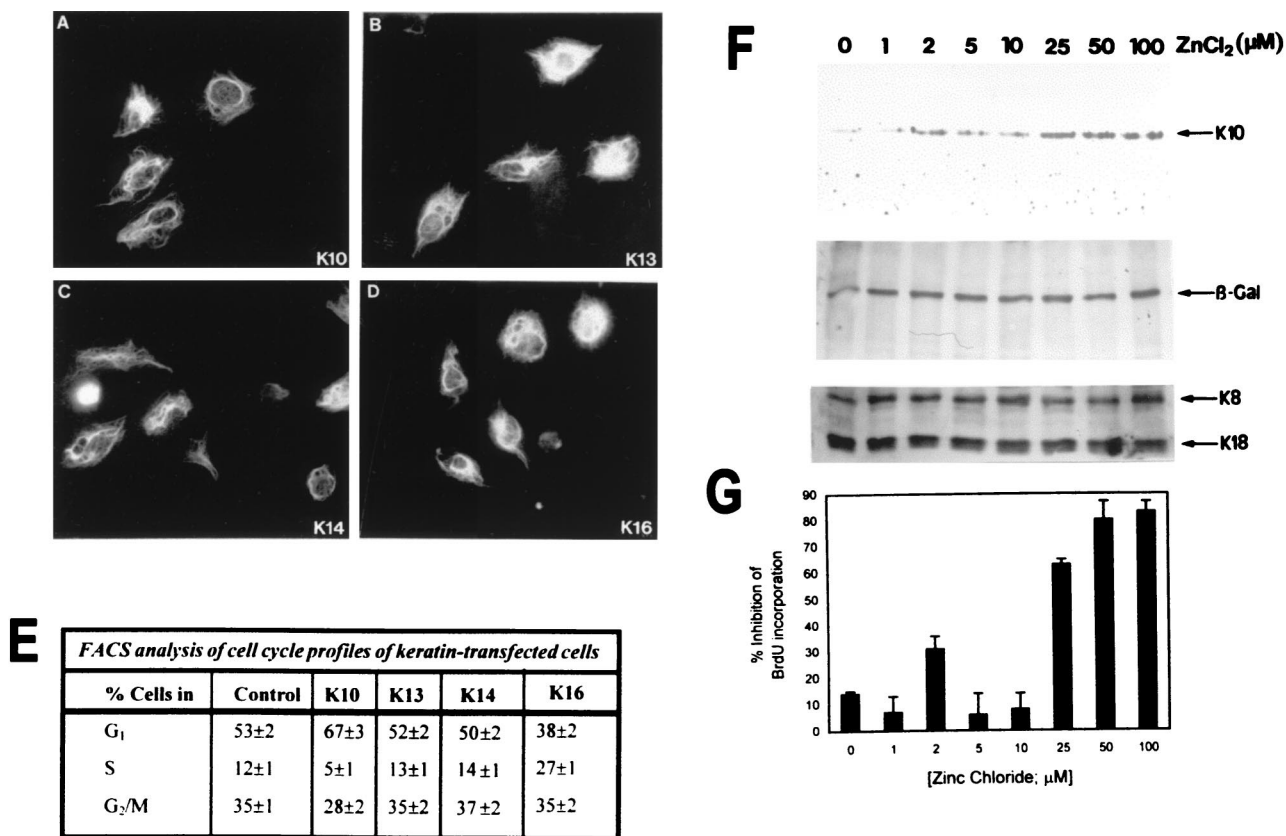 A
K10
B
K13
C
K14
D
K16
E
FACS analysis of cell cycle profiles of keratin-transfected cells
% Cells in Control K10 K13 K14 K16
G₁ 53±2 67±3 52±2 50±2 38±2
S 12±1 5±1 13±1 14±1 27±1
G₂/M 35±1 28±2 35±2 37±2 35±2
F
0 1 2 5 10 25 50 100 ZnCl₂(µM)
K10
β-Gal
K8
K18
G
% Inhibition of
BrdU incorporation
90
80
70
60
50
40
30
20
10
0
0 1 2 5 10 25 50 100
[Zinc Chloride; µM]